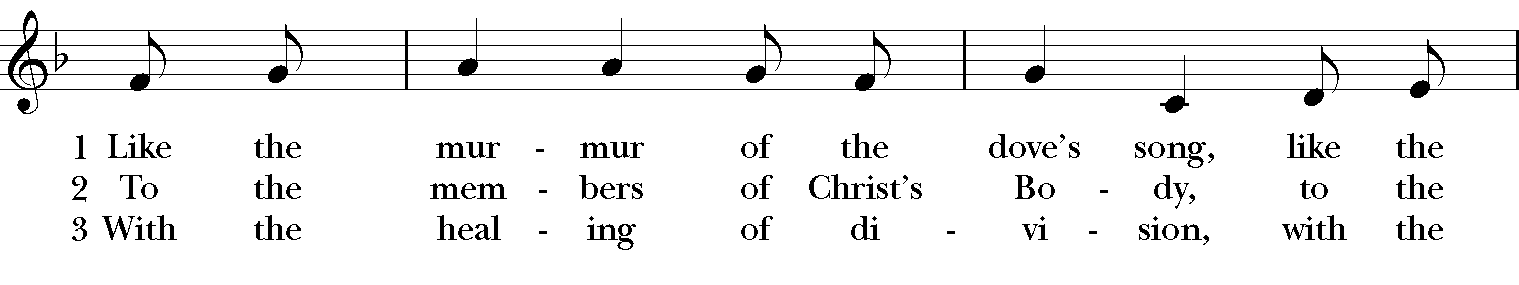 1 Like the mur - mur of the dove's song, like the
2 To the mem - bers of Christ's Bo - dy, to the
3 With the heal - ing of di - vi - sion, with the